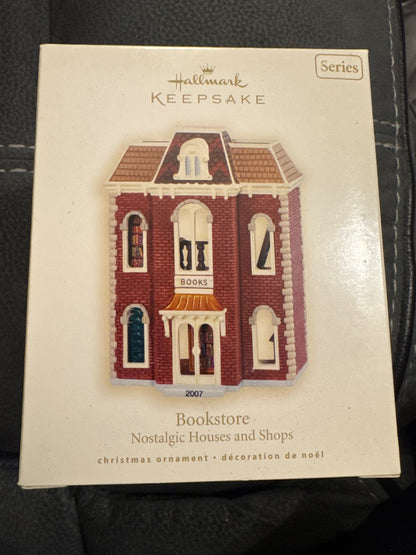 Series
Hallmark
KEEPSAKE
BOOKS
2007
Bookstore
Nostalgic Houses and Shops
christmas ornament • décoration de noël